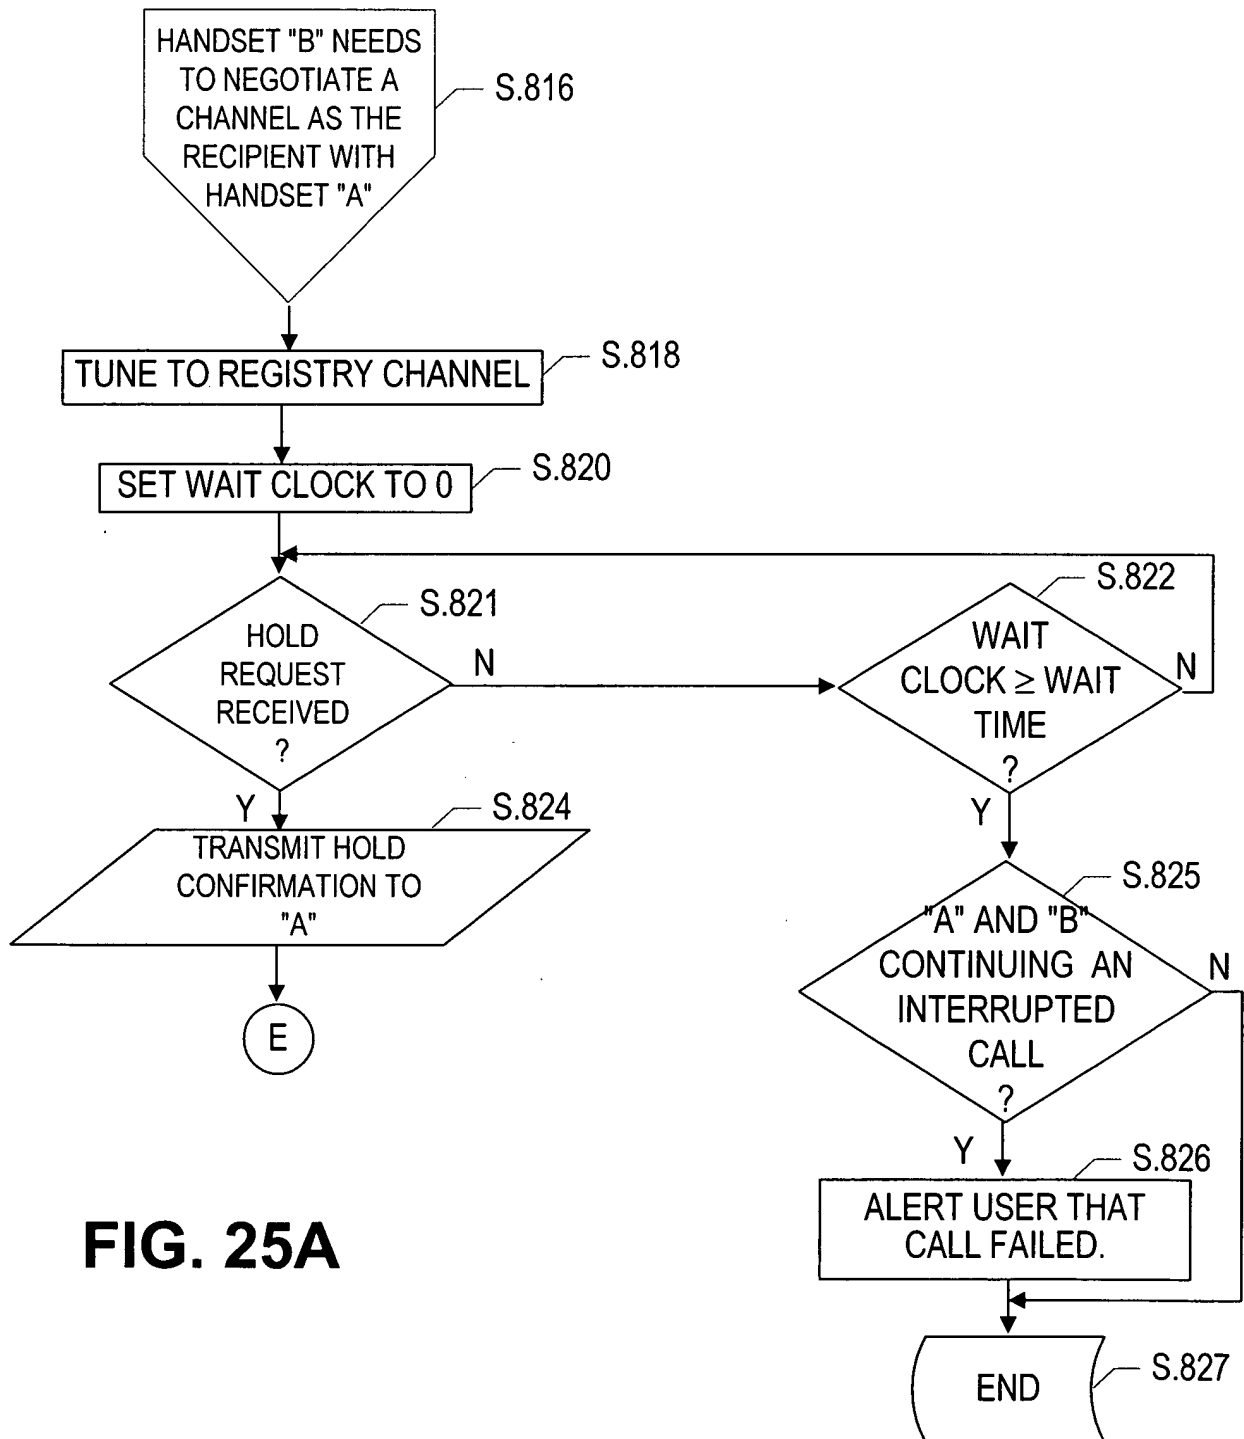 HANDSET "B" NEEDS
TO NEGOTIATE A
CHANNEL AS THE
RECIPIENT WITH
HANDSET "A"
S.816
TUNE TO REGISTRY CHANNEL
S.818
SET WAIT CLOCK TO 0
S.820
HOLD
REQUEST
RECEIVED
?
S.821
N
Y
WAIT
CLOCK ≥ WAIT
TIME
?
S.822
N
Y
TRANSMIT HOLD
CONFIRMATION TO
"A"
S.824
E
"A" AND "B"
CONTINUING AN
INTERRUPTED
CALL
?
S.825
N
Y
ALERT USER THAT
CALL FAILED.
S.826
END
S.827
FIG. 25A